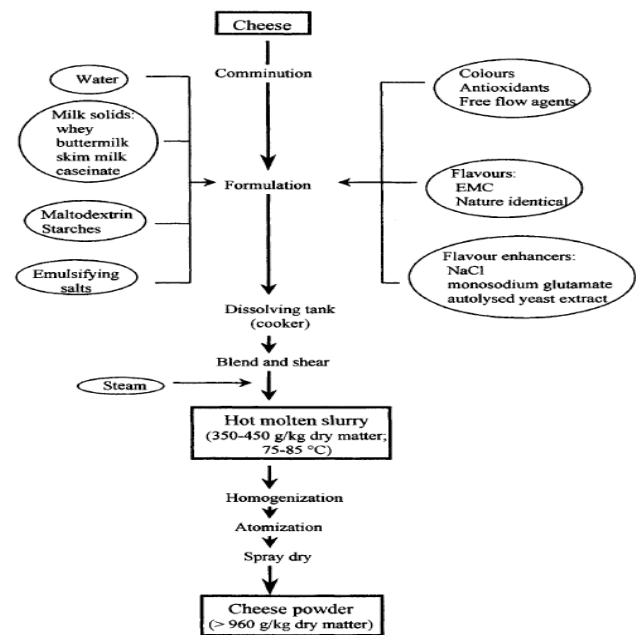 Cheese
Comminution
Water
Milk solids:
whey
buttermilk
skim milk
caseinate
Maltodextrin
Starches
Emulsifying
salts
Formulation
Colours
Antioxidants
Free flow agents
Flavours:
EMC
Nature identical
Flavour enhancers:
NaCl
monosodium glutamate
autolysed yeast extract
Dissolving tank
(cooker)
Blend and shear
Steam
Hot molten slurry
(350-450 g/kg dry matter;
75-85 °C)
Homogenization
Atomization
Spray dry
Cheese powder
(> 960 g/kg dry matter)